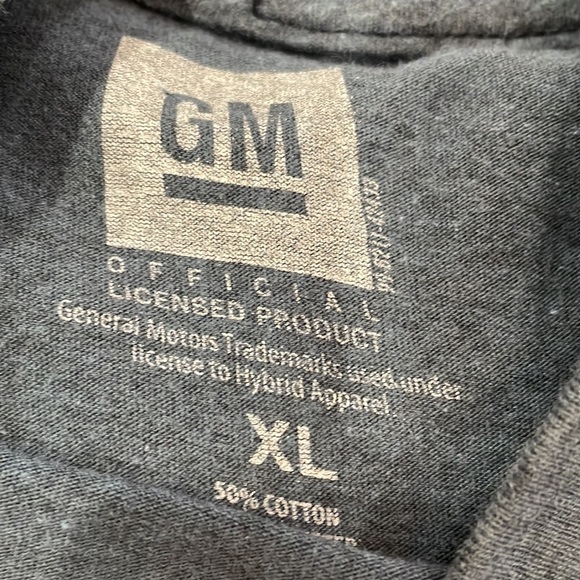 GM
OFFICIAL
LICENSED PRODUCT
General Motors Trademarks used under
license to Hybrid Apparel.
XL
50% COTTON